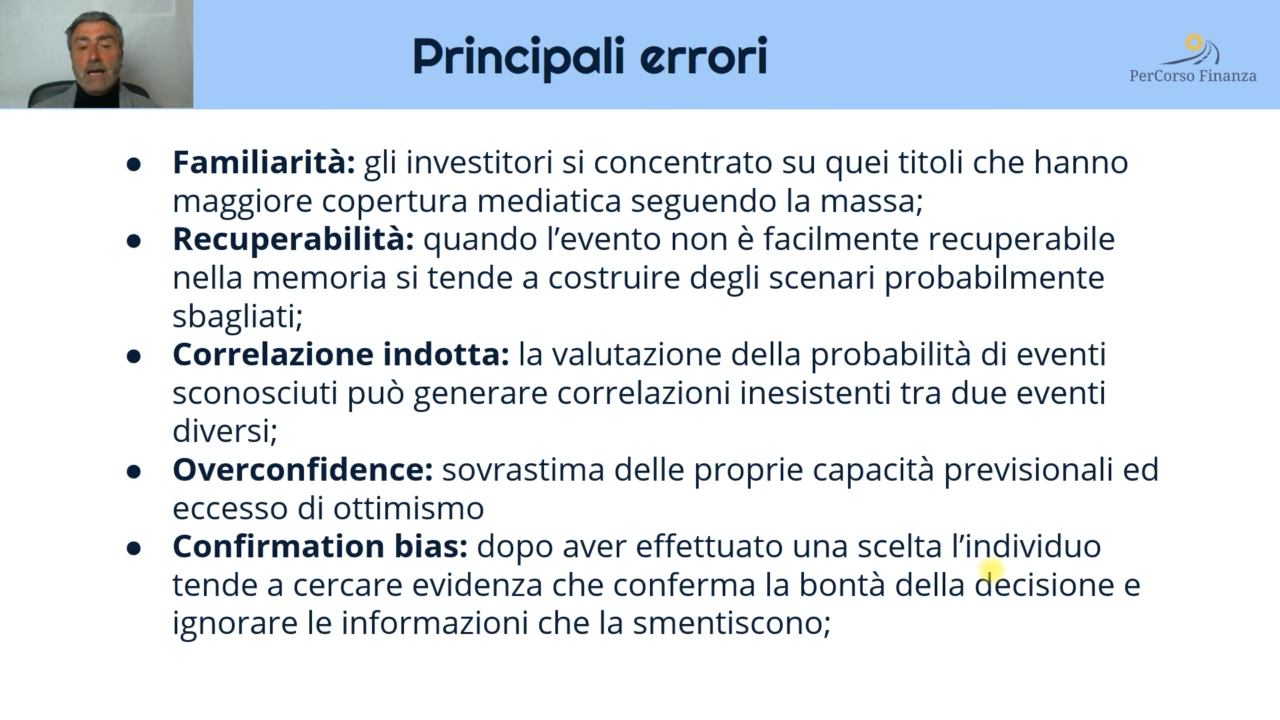 Principali errori
PerCorso Finanza
● Familiarità: gli investitori si concentrato su quei titoli che hanno
maggiore copertura mediatica seguendo la massa;
● Recuperabilità: quando l’evento non è facilmente recuperabile
nella memoria si tende a costruire degli scenari probabilmente
sbagliati;
● Correlazione indotta: la valutazione della probabilità di eventi
sconosciuti può generare correlazioni inesistenti tra due eventi
diversi;
● Overconfidence: sovrastima delle proprie capacità previsionali ed
eccesso di ottimismo
● Confirmation bias: dopo aver effettuato una scelta l’individuo
tende a cercare evidenza che conferma la bontà della decisione e
ignorare le informazioni che la smentiscono;